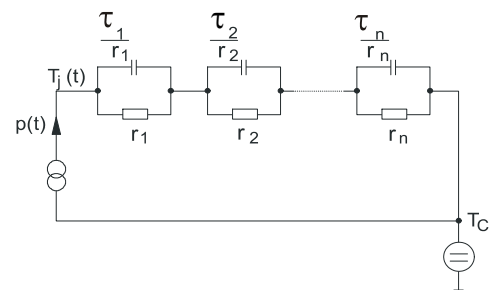 τ1 τ2 τn
r1 r2 rn
Tj (t)
r1 r2 rn
p(t)
TC